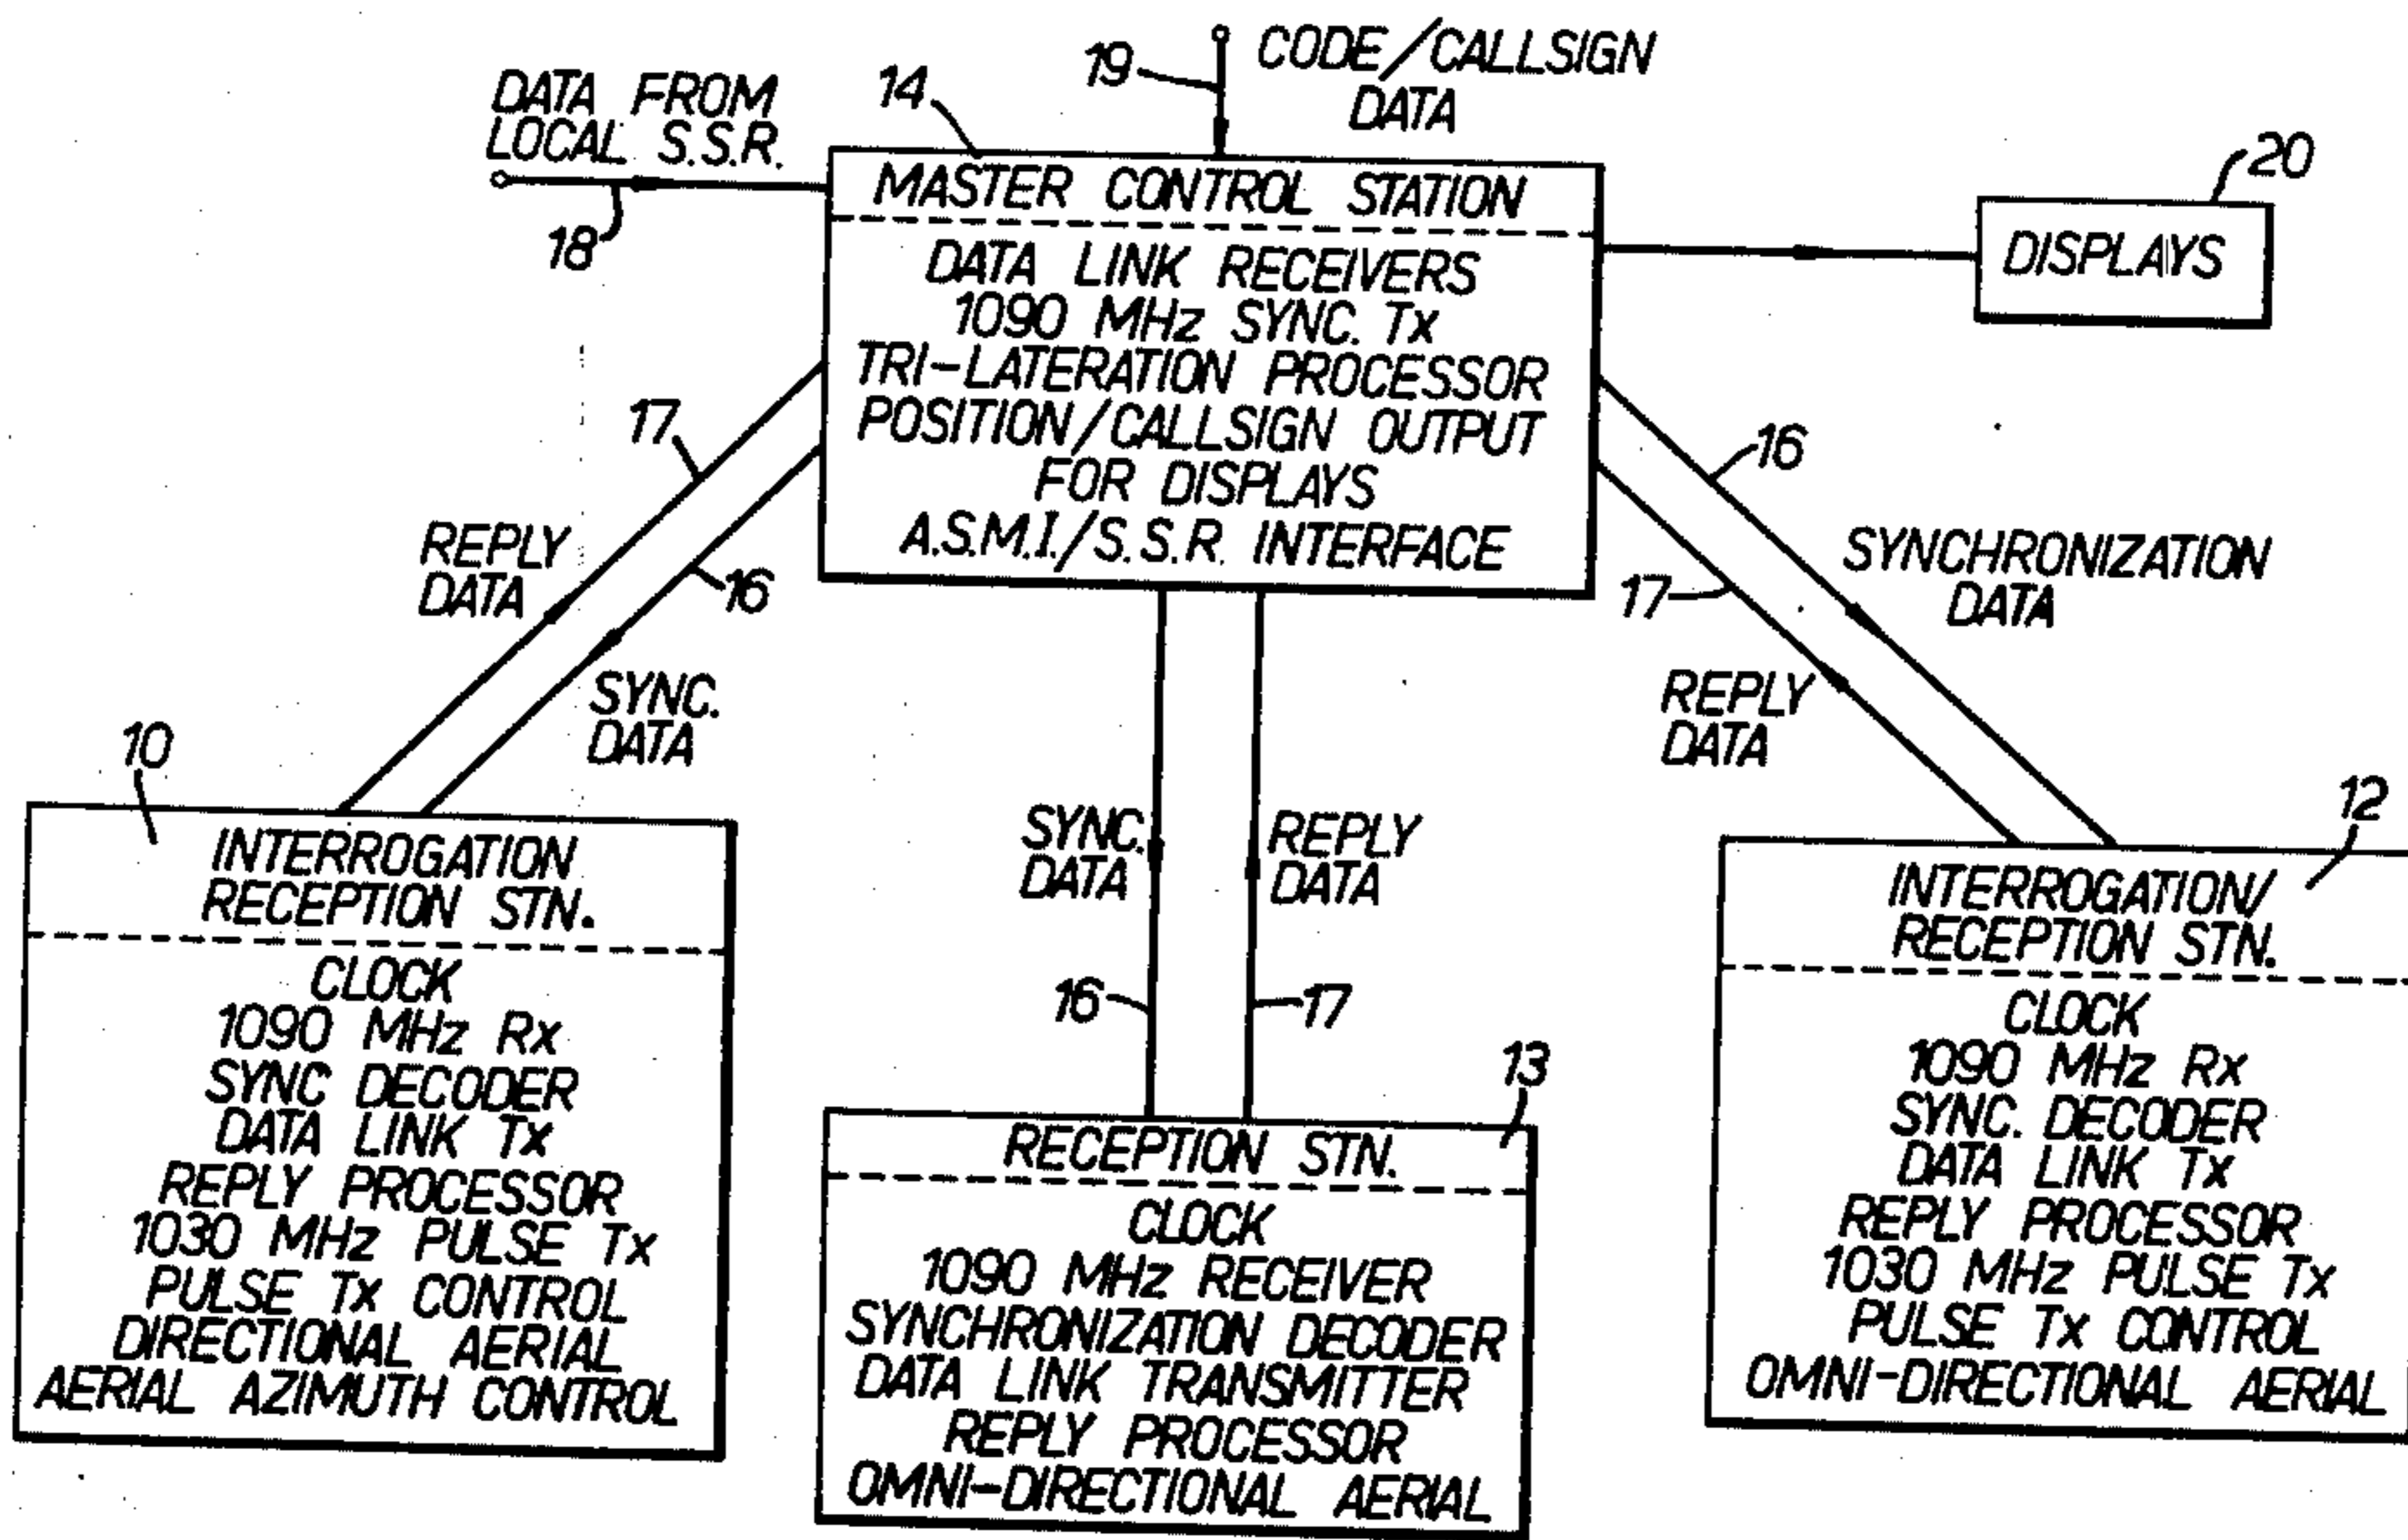 CODE/CALLSIGN
DATA
19
DATA FROM
LOCAL S.S.R.
18
14
MASTER CONTROL STATION
DATA LINK RECEIVERS
1090 MHz SYNC. Tx
TRI-LATERATION PROCESSOR
POSITION/CALLSIGN OUTPUT
FOR DISPLAYS
A.S.M.I./S.S.R. INTERFACE
20
DISPLAYS
17
REPLY
DATA
16
SYNC.
DATA
16
SYNCHRONIZATION
DATA
17
REPLY
DATA
SYNC.
DATA
REPLY
DATA
16
17
10
INTERROGATION
RECEPTION STN.
CLOCK
1090 MHz Rx
SYNC DECODER
DATA LINK Tx
REPLY PROCESSOR
1030 MHz PULSE Tx
PULSE Tx CONTROL
DIRECTIONAL AERIAL
AERIAL AZIMUTH CONTROL
13
RECEPTION STN.
CLOCK
1090 MHz RECEIVER
SYNCHRONIZATION DECODER
DATA LINK TRANSMITTER
REPLY PROCESSOR
OMNI-DIRECTIONAL AERIAL
12
INTERROGATION/
RECEPTION STN.
CLOCK
1090 MHz Rx
SYNC. DECODER
DATA LINK Tx
REPLY PROCESSOR
1030 MHz PULSE Tx
PULSE Tx CONTROL
OMNI-DIRECTIONAL AERIAL